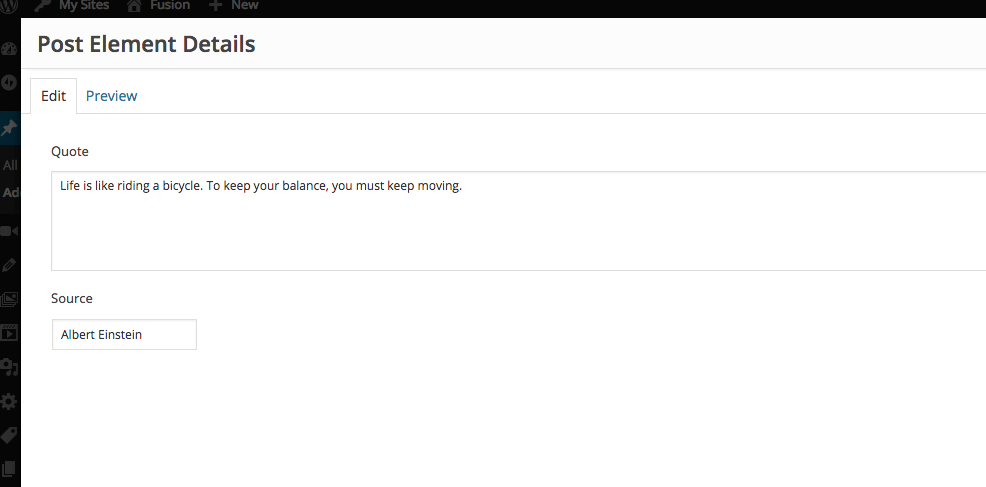 My Sites Fusion New
Post Element Details
Edit Preview
Quote
Life is like riding a bicycle. To keep your balance, you must keep moving.
All
Ad
Source
Albert Einstein